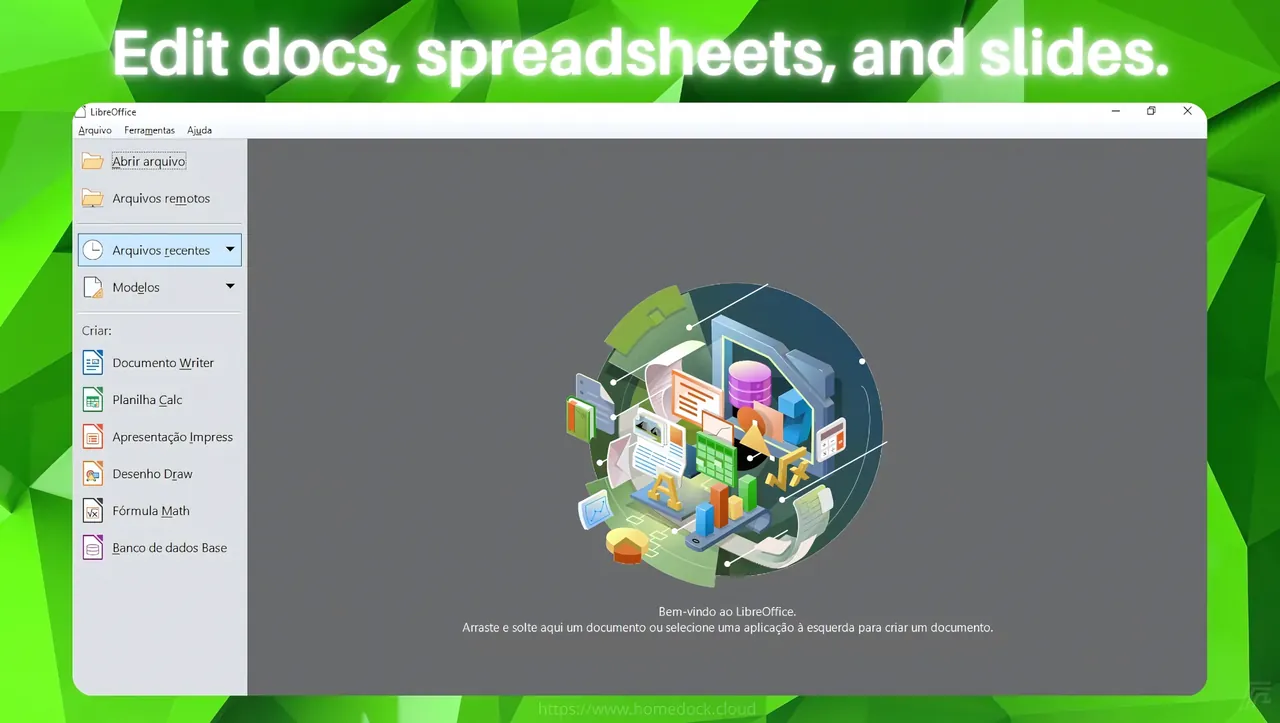 Edit docs, spreadsheets, and slides.
LibreOffice
Arquivo Ferramentas Ajuda
Abrir arquivo
Arquivos remotos
Arquivos recentes
Modelos
Criar:
Documento Writer
Planilha Calc
Apresentação Impress
Desenho Draw
Fórmula Math
Banco de dados Base
Bem-vindo ao LibreOffice.
Arraste e solte aqui um documento ou selecione uma aplicação à esquerda para criar um documento.
https://www.homedock.cloud